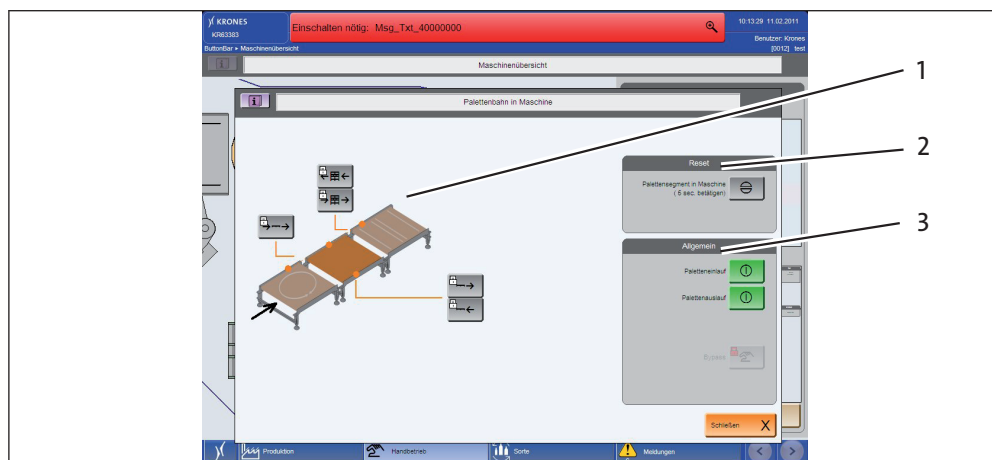 KRONES
KR63383
Einschalten nötig: Msg_Txt_40000000
10:13:29 11.02.2011
Benutzer: Krones
[0012] test
ButtonBar ▸ Maschinenübersicht
Maschinenübersicht
Palettenbahn in Maschine
1
Reset
2
Palettensegment in Maschine
( 5 sec. betätigen)
Allgemein
3
Paletteneinlauf
Palettenauslauf
Schließen X
Produktion
Handbetrieb
Sorte
Meldungen